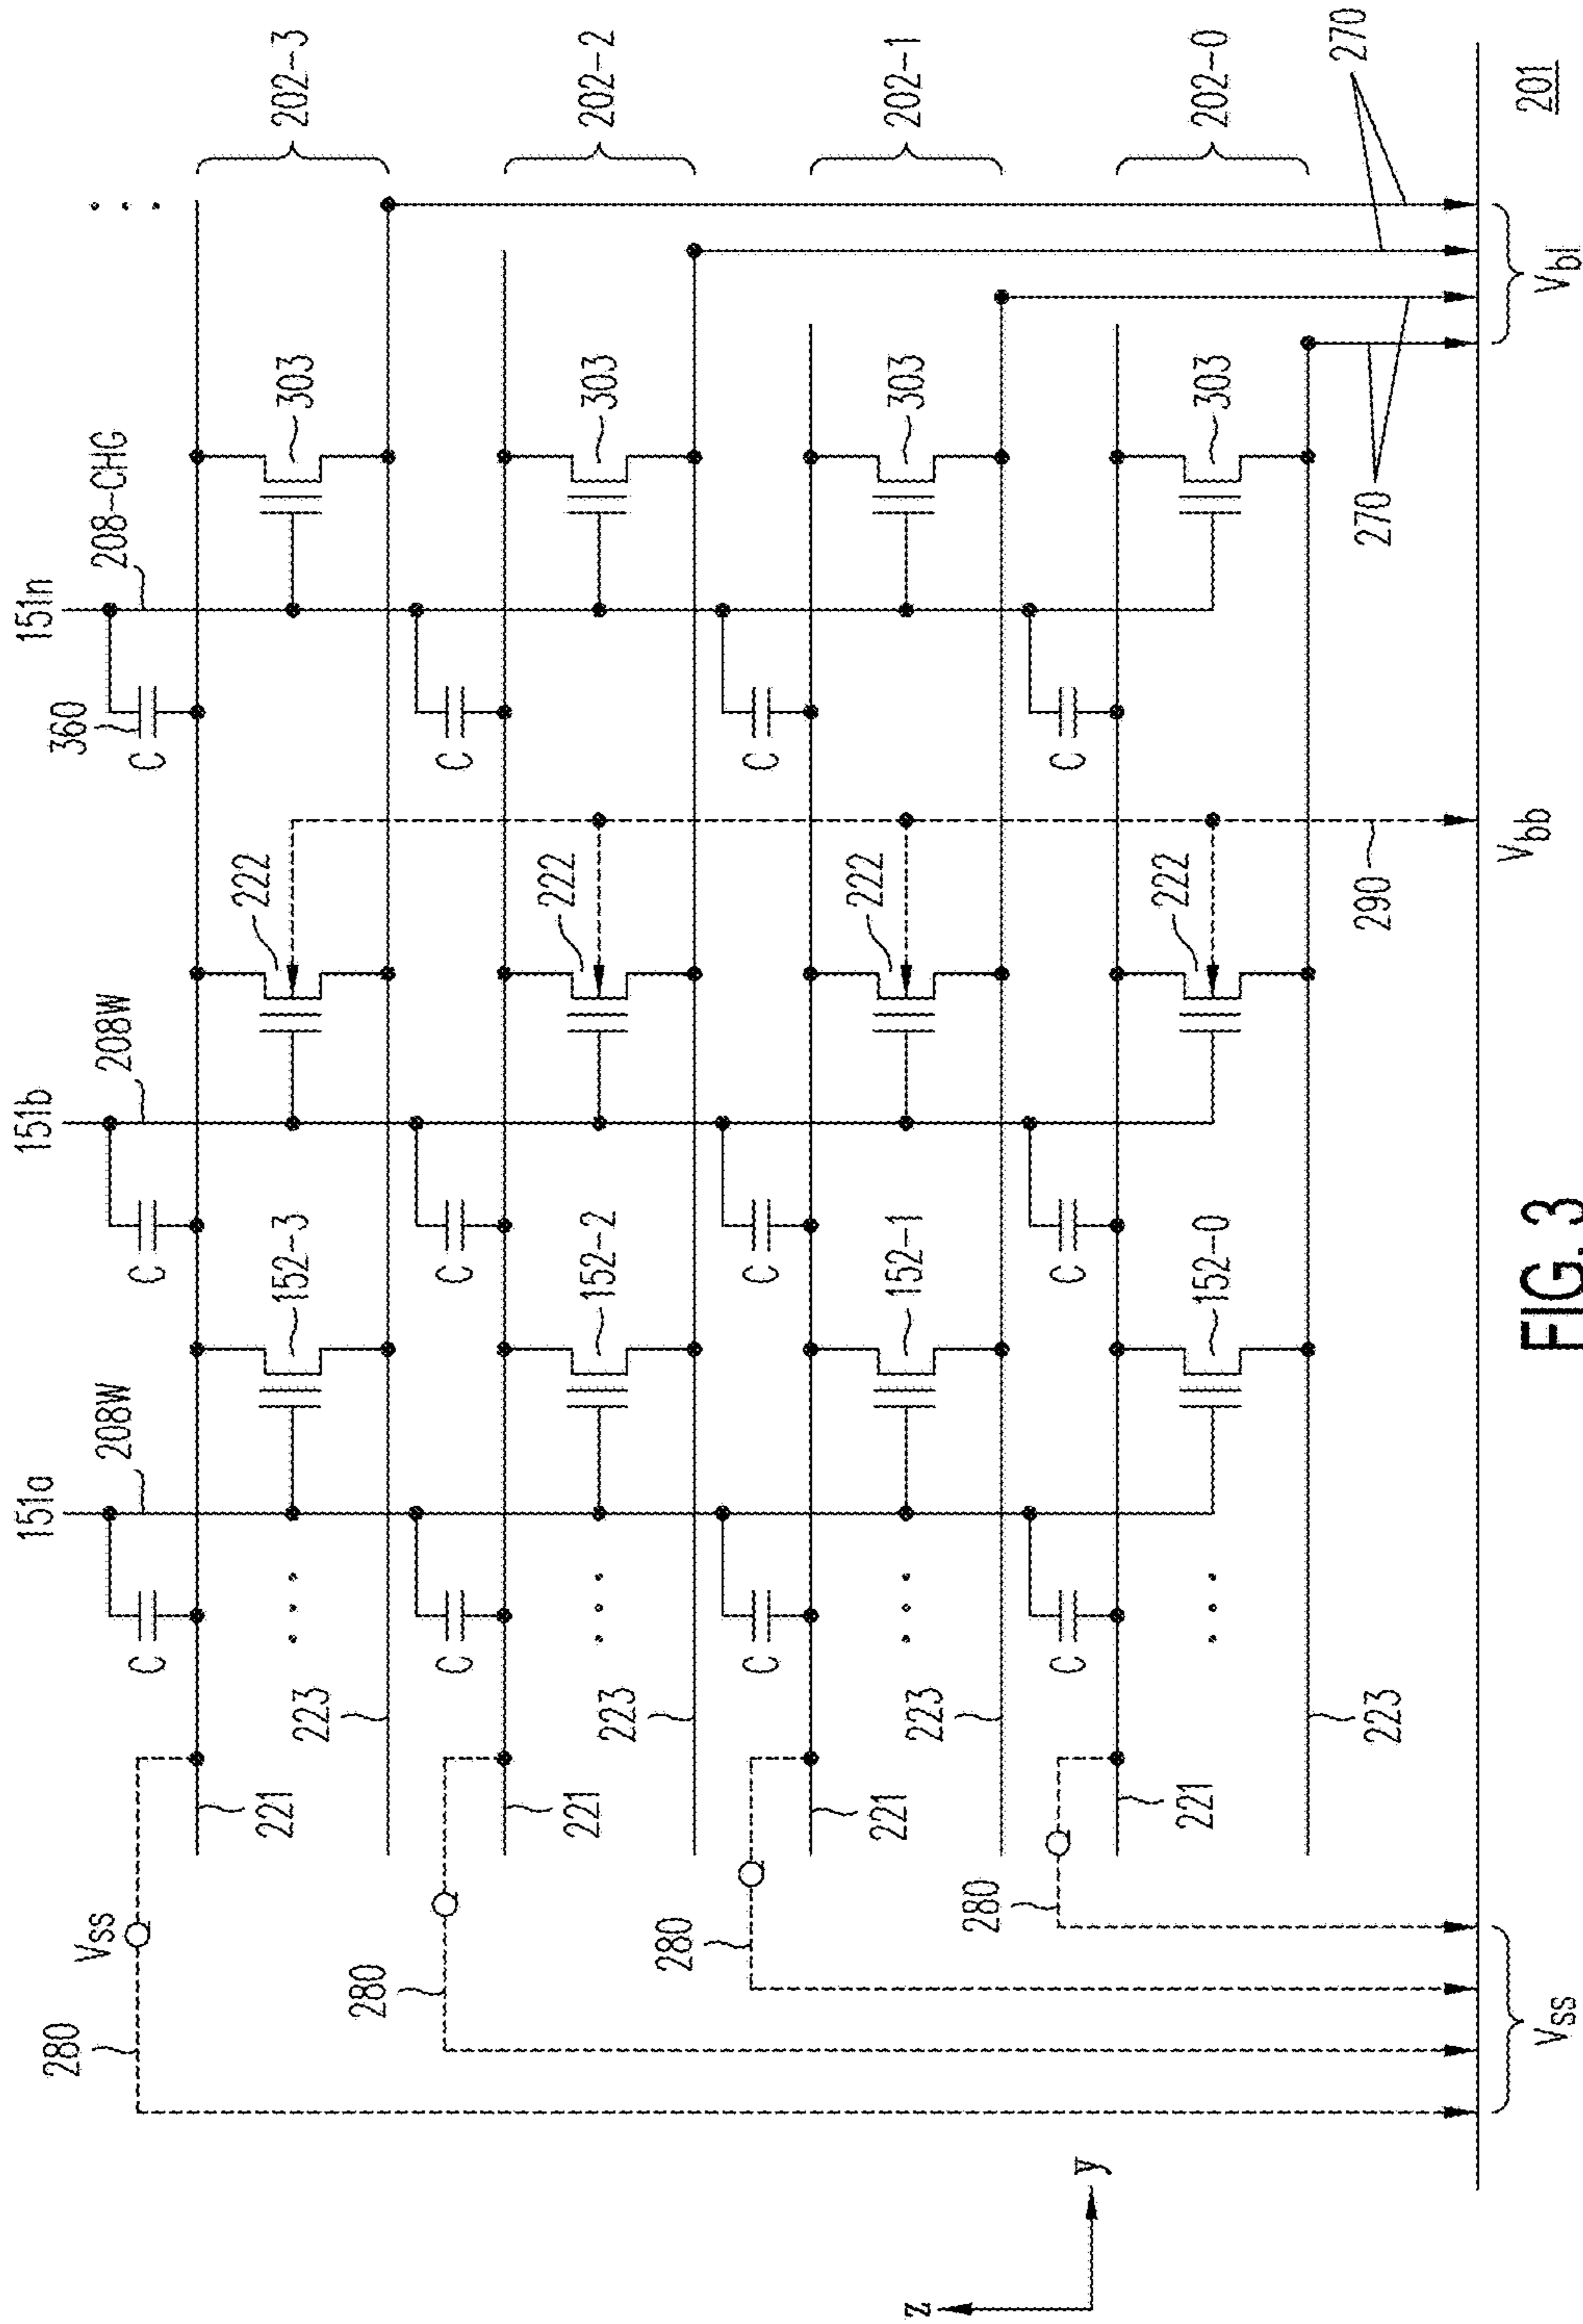 151a 151b 151n
280 Vss 208W 208W 360 208-CHG
C C C
221 223 152-3 222 303 202-3
280 C C C
221 223 152-2 222 303 202-2
280 C C C
221 223 152-1 222 303 202-1
280 C C C
221 223 152-0 222 303 202-0
z y 290 270 270
Vss Vbb Vbl 201
FIG. 3